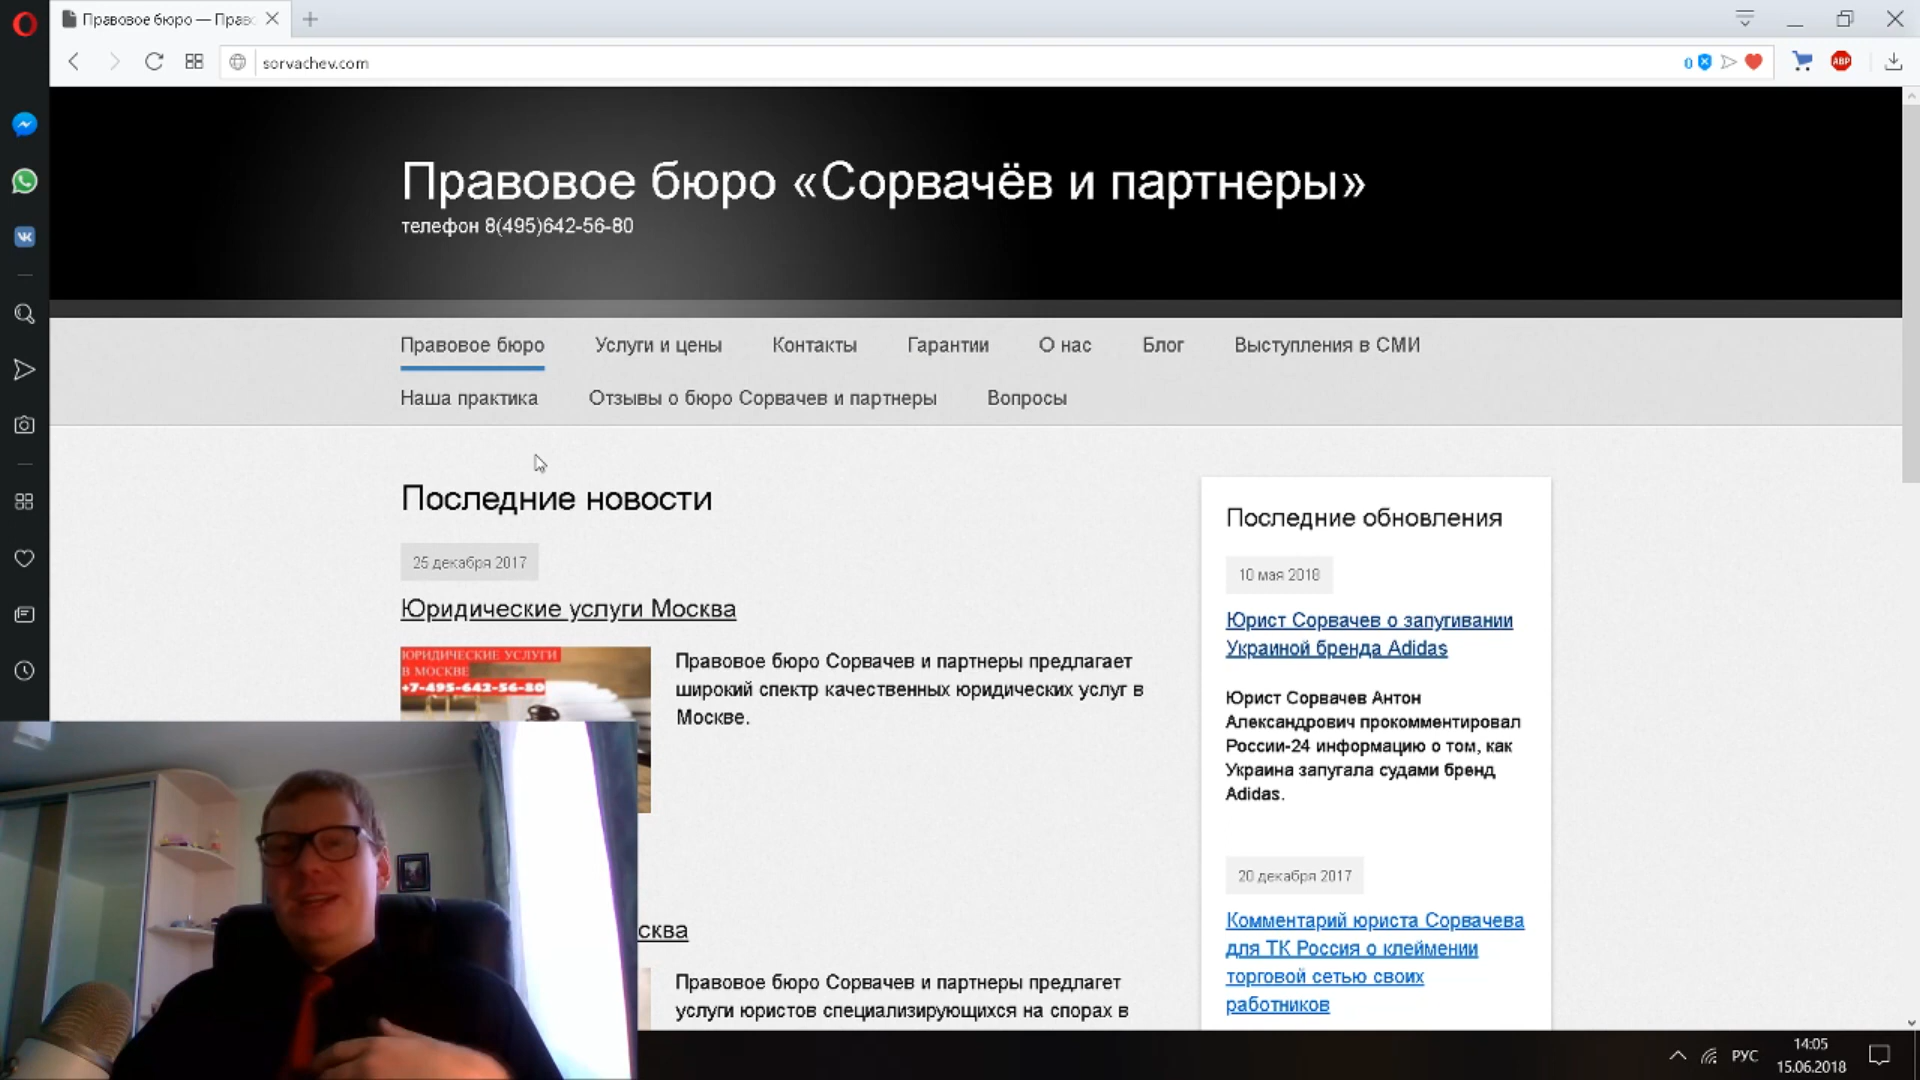 Правовое бюро — Право
sorvachev.com
0
ABP
Правовое бюро «Сорвачёв и партнеры»
телефон 8(495)642-56-80
Правовое бюро
Услуги и цены
Контакты
Гарантии
О нас
Блог
Выступления в СМИ
Наша практика
Отзывы о бюро Сорвачев и партнеры
Вопросы
Последние новости
25 декабря 2017
Юридические услуги Москва
ЮРИДИЧЕСКИЕ УСЛУГИ
В МОСКВЕ
+7-495-642-56-80
Правовое бюро Сорвачев и партнеры предлагает
широкий спектр качественных юридических услуг в
Москве.
сква
Правовое бюро Сорвачев и партнеры предлагет
услуги юристов специализирующихся на спорах в
Последние обновления
10 мая 2018
Юрист Сорвачев о запугивании
Украиной бренда Adidas
Юрист Сорвачев Антон
Александрович прокомментировал
России-24 информацию о том, как
Украина запугала судами бренд
Adidas.
20 декабря 2017
Комментарий юриста Сорвачева
для ТК Россия о клеймении
торговой сетью своих
работников
РУС
14:05
15.06.2018